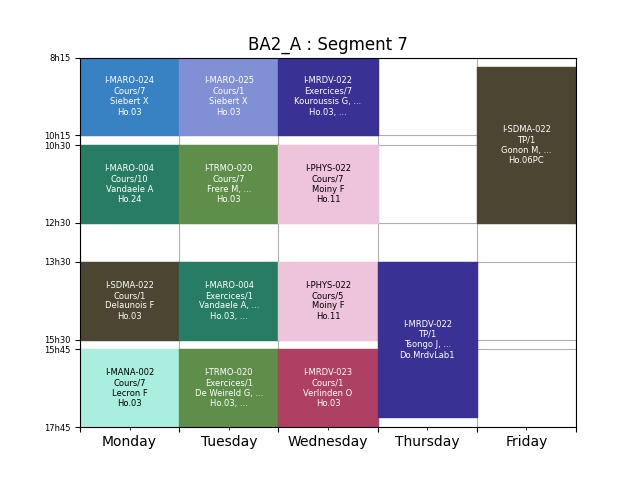 BA2_A : Segment 7
8h15
I-MARO-024
Cours/7
Siebert X
Ho.03
I-MARO-025
Cours/1
Siebert X
Ho.03
I-MRDV-022
Exercices/7
Kouroussis G, ...
Ho.03, ...
I-SDMA-022
TP/1
Gonon M, ...
Ho.06PC
10h15
10h30
I-MARO-004
Cours/10
Vandaele A
Ho.24
I-TRMO-020
Cours/7
Frere M, ...
Ho.03
I-PHYS-022
Cours/7
Moiny F
Ho.11
12h30
13h30
I-SDMA-022
Cours/1
Delaunois F
Ho.03
I-MARO-004
Exercices/1
Vandaele A, ...
Ho.03, ...
I-PHYS-022
Cours/5
Moiny F
Ho.11
I-MRDV-022
TP/1
Tsongo J, ...
Do.MrdvLab1
15h30
15h45
I-MANA-002
Cours/7
Lecron F
Ho.03
I-TRMO-020
Exercices/1
De Weireld G, ...
Ho.03, ...
I-MRDV-023
Cours/1
Verlinden O
Ho.03
17h45
Monday
Tuesday
Wednesday
Thursday
Friday